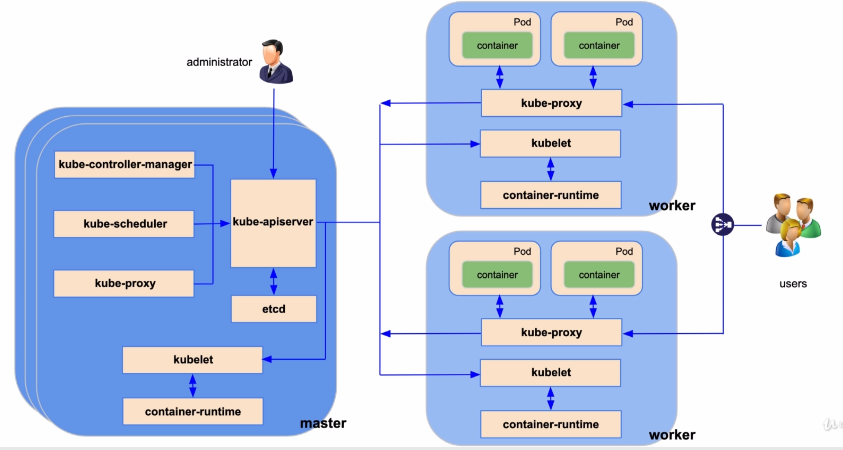 administrator
kube-controller-manager
kube-scheduler
kube-proxy
kube-apiserver
etcd
kubelet
container-runtime
master
Pod
container
Pod
container
kube-proxy
kubelet
container-runtime
worker
Pod
container
Pod
container
kube-proxy
kubelet
container-runtime
worker
users